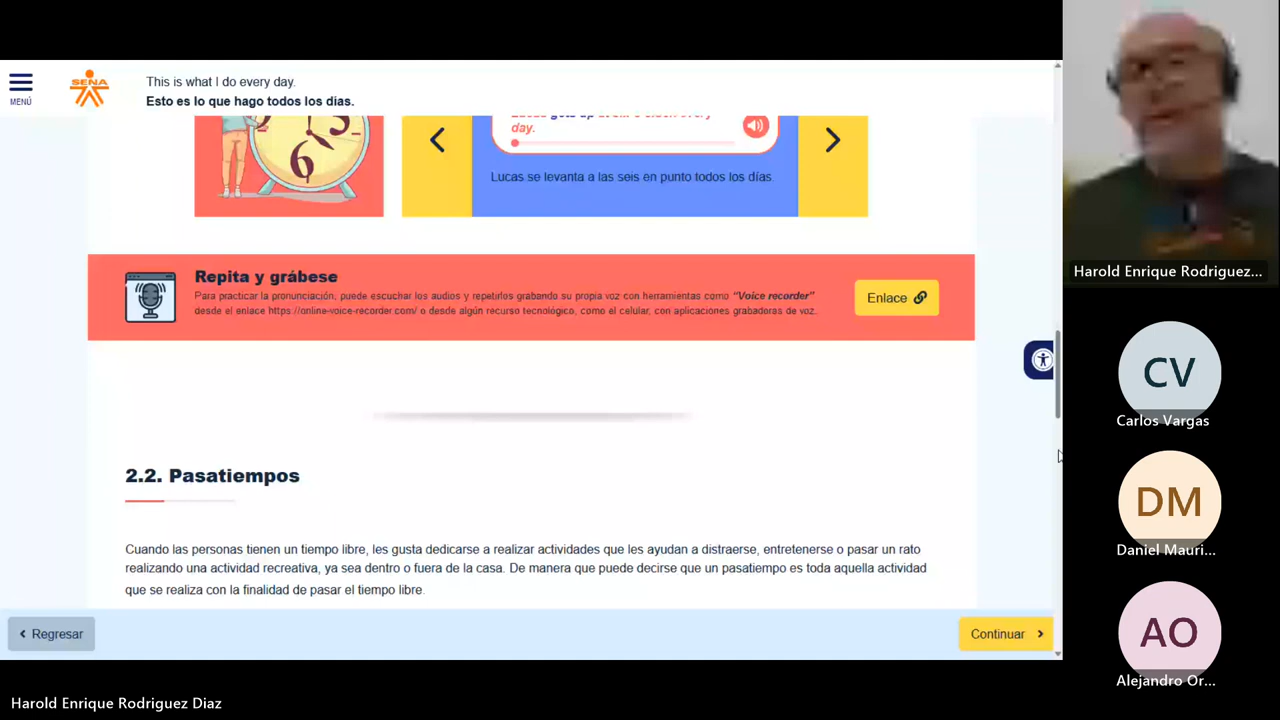 MENÚ
SENA
This is what I do every day.
Esto es lo que hago todos los días.
6
day.
Lucas se levanta a las seis en punto todos los días.
Repita y grábese
Para practicar la pronunciación, puede escuchar los audios y repetirlos grabando su propia voz con herramientas como “Voice recorder”
desde el enlace https://online-voice-recorder.com/ o desde algún recurso tecnológico, como el celular, con aplicaciones grabadoras de voz.
Enlace
2.2. Pasatiempos
Cuando las personas tienen un tiempo libre, les gusta dedicarse a realizar actividades que les ayudan a distraerse, entretenerse o pasar un rato
realizando una actividad recreativa, ya sea dentro o fuera de la casa. De manera que puede decirse que un pasatiempo es toda aquella actividad
que se realiza con la finalidad de pasar el tiempo libre.
Regresar
Continuar
Harold Enrique Rodriguez...
CV
Carlos Vargas
DM
Daniel Mauri...
AO
Alejandro Or...
Harold Enrique Rodriguez Diaz